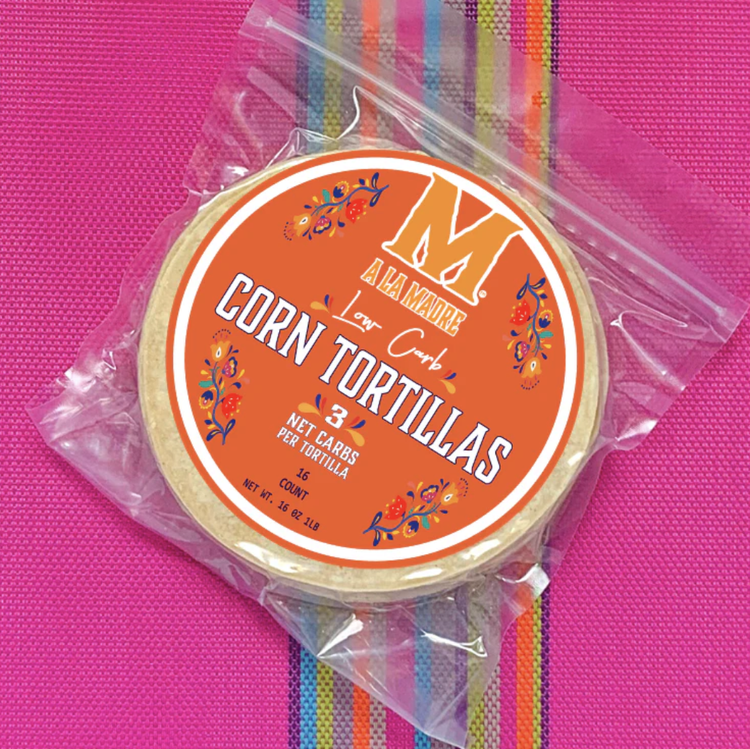 M
A LA MADRE®
Low Carb
CORN TORTILLAS
3
NET CARBS
PER TORTILLA
16
COUNT
NET WT. 16 OZ 1LB